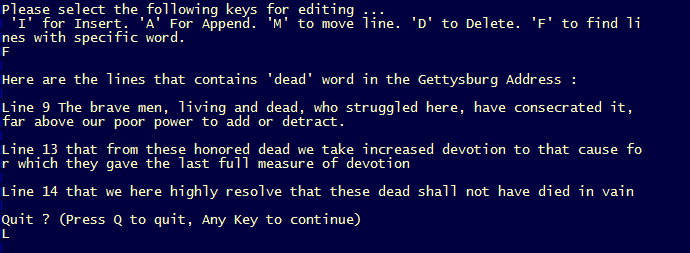 Please select the following keys for editing ...
 'I' for Insert. 'A' For Append. 'M' to move line. 'D' to Delete. 'F' to find li
nes with specific word.
F
Here are the lines that contains 'dead' word in the Gettysburg Address :
Line 9 The brave men, living and dead, who struggled here, have consecrated it,
far above our poor power to add or detract.
Line 13 that from these honored dead we take increased devotion to that cause fo
r which they gave the last full measure of devotion
Line 14 that we here highly resolve that these dead shall not have died in vain
Quit ? (Press Q to quit, Any Key to continue)
L